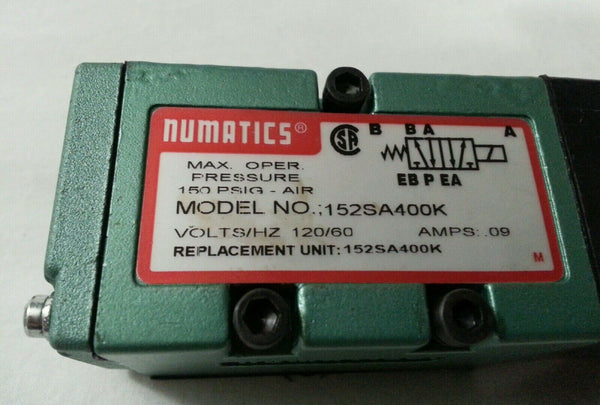 NUMATICS®
MAX. OPER.
PRESSURE
150 PSIG - AIR
SA
B B A A
EB P EA
MODEL NO.:152SA400K
VOLTS/HZ 120/60 AMPS: .09
REPLACEMENT UNIT: 152SA400K
M